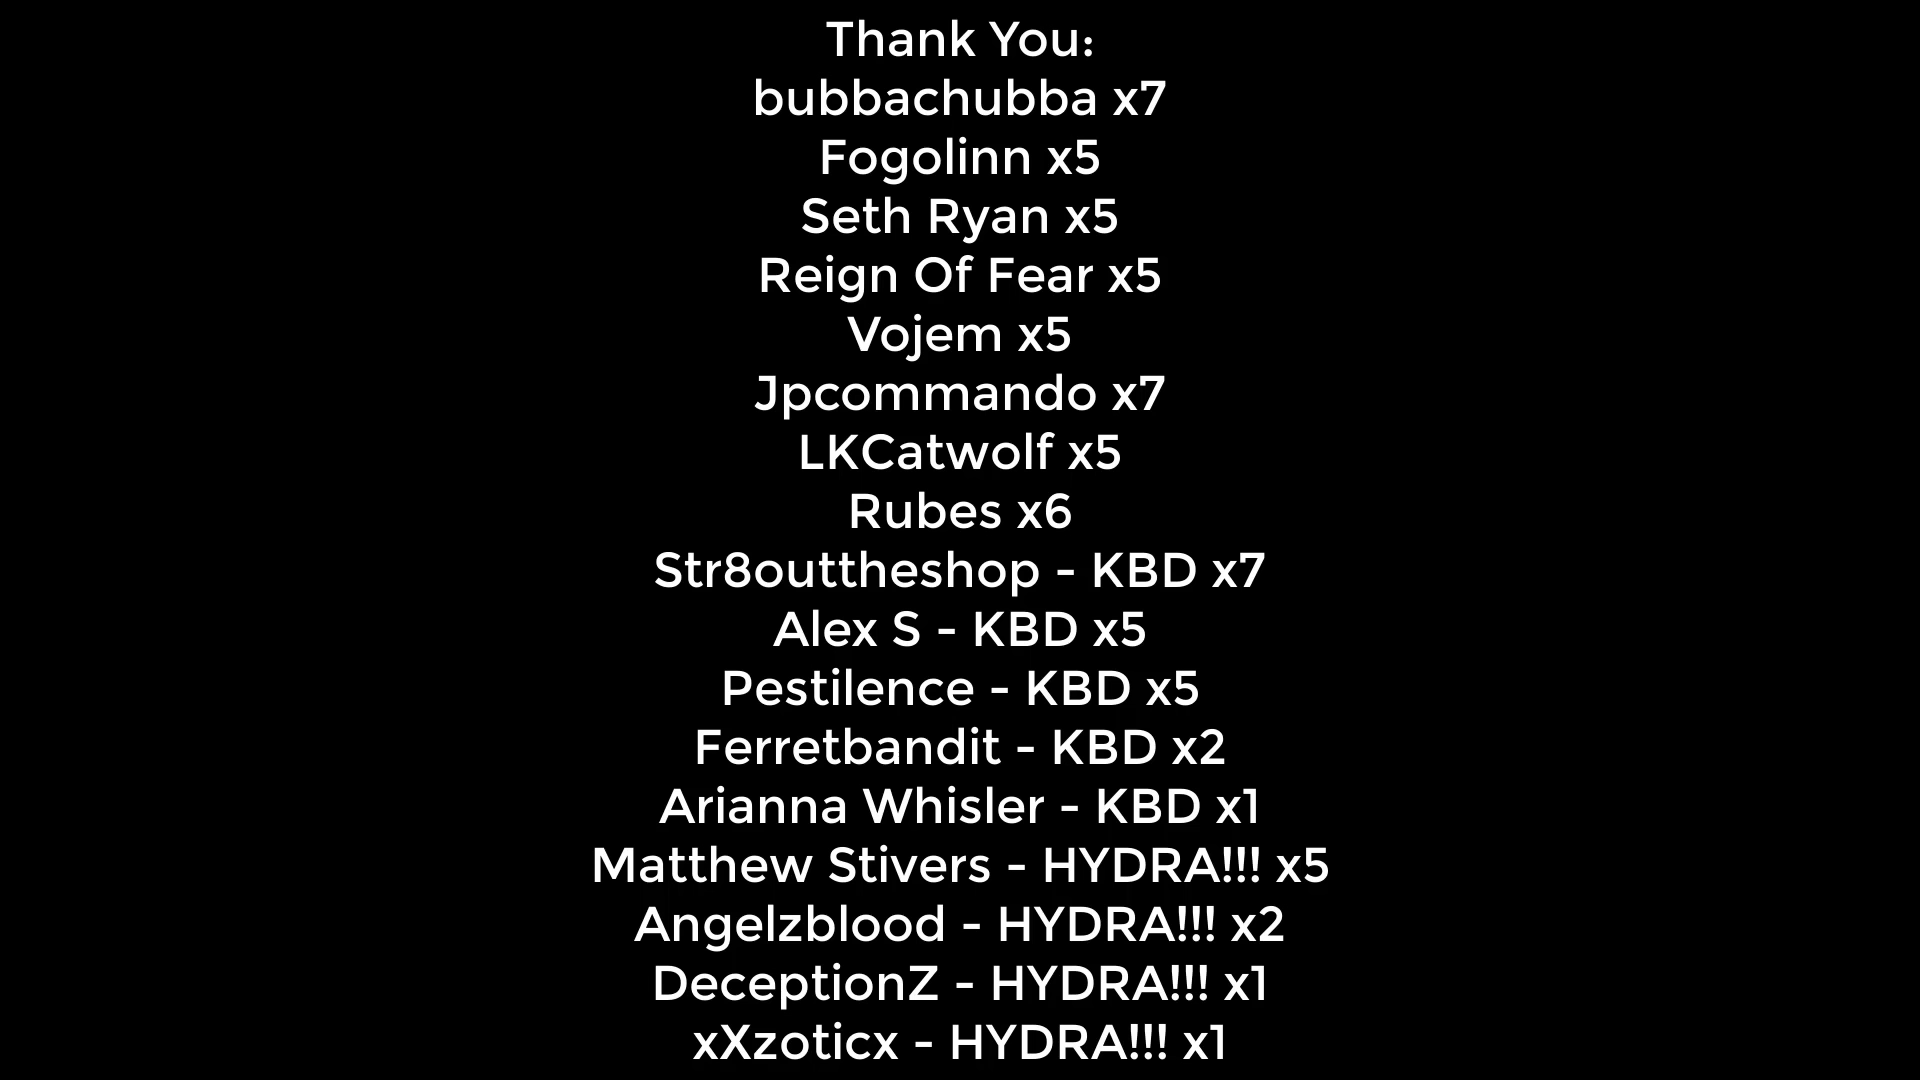 Thank You:
bubbachubba x7
Fogolinn x5
Seth Ryan x5
Reign Of Fear x5
Vojem x5
Jpcommando x7
LKCatwolf x5
Rubes x6
Str8outtheshop - KBD x7
Alex S - KBD x5
Pestilence - KBD x5
Ferretbandit - KBD x2
Arianna Whisler - KBD x1
Matthew Stivers - HYDRA!!! x5
Angelzblood - HYDRA!!! x2
DeceptionZ - HYDRA!!! x1
xXzoticx - HYDRA!!! x1